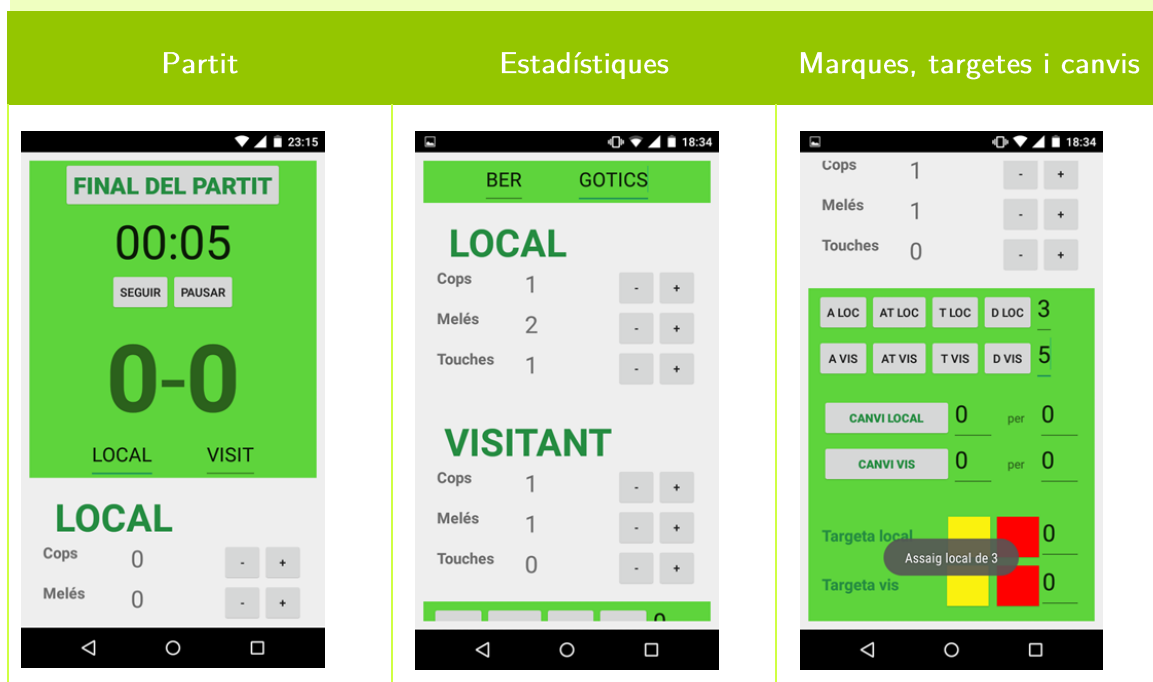 Partit
Estadístiques
Marques, targetes i canvis
23:15
FINAL DEL PARTIT
00:05
SEGUIR PAUSAR
0-0
LOCAL VISIT
LOCAL
Cops 0 - +
Melés 0 - +
18:34
BER GOTICS
LOCAL
Cops 1 - +
Melés 2 - +
Touches 1 - +
VISITANT
Cops 1 - +
Melés 1 - +
Touches 0 - +
18:34
Cops 1 - +
Melés 1 - +
Touches 0 - +
A LOC AT LOC T LOC D LOC 3
A VIS AT VIS T VIS D VIS 5
CANVI LOCAL 0 per 0
CANVI VIS 0 per 0
Targeta local 0
Assaig local de 3
Targeta vis 0